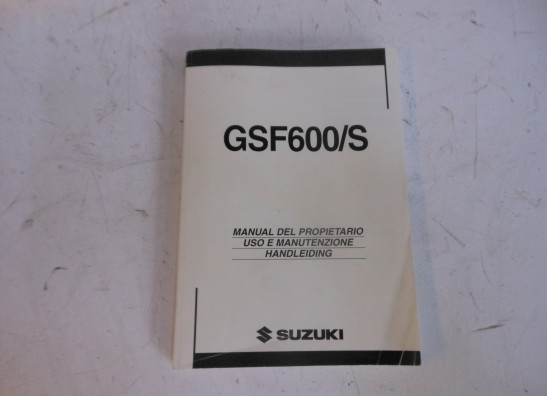 GSF600/S
MANUAL DEL PROPIETARIO
USO E MANUTENZIONE
HANDLEIDING
SUZUKI